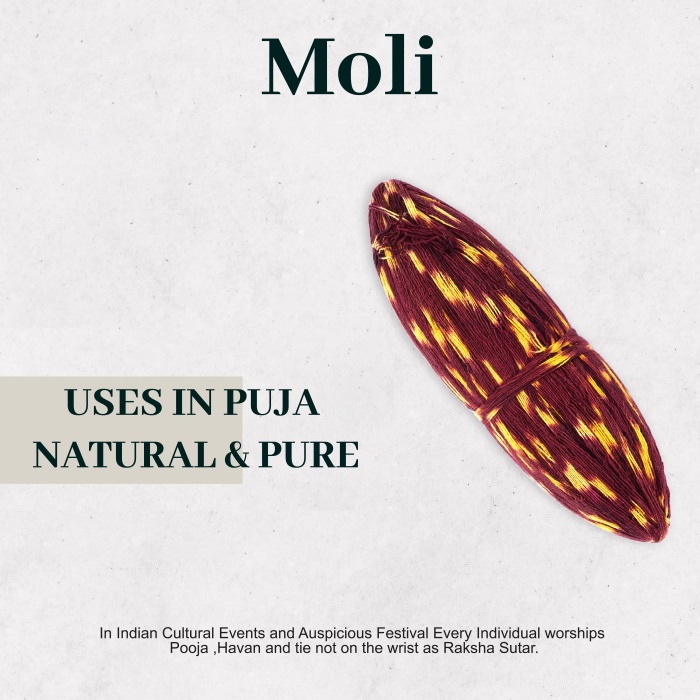 Moli
USES IN PUJA
NATURAL & PURE
In Indian Cultural Events and Auspicious Festival Every Individual worships
Pooja ,Havan and tie not on the wrist as Raksha Sutar.